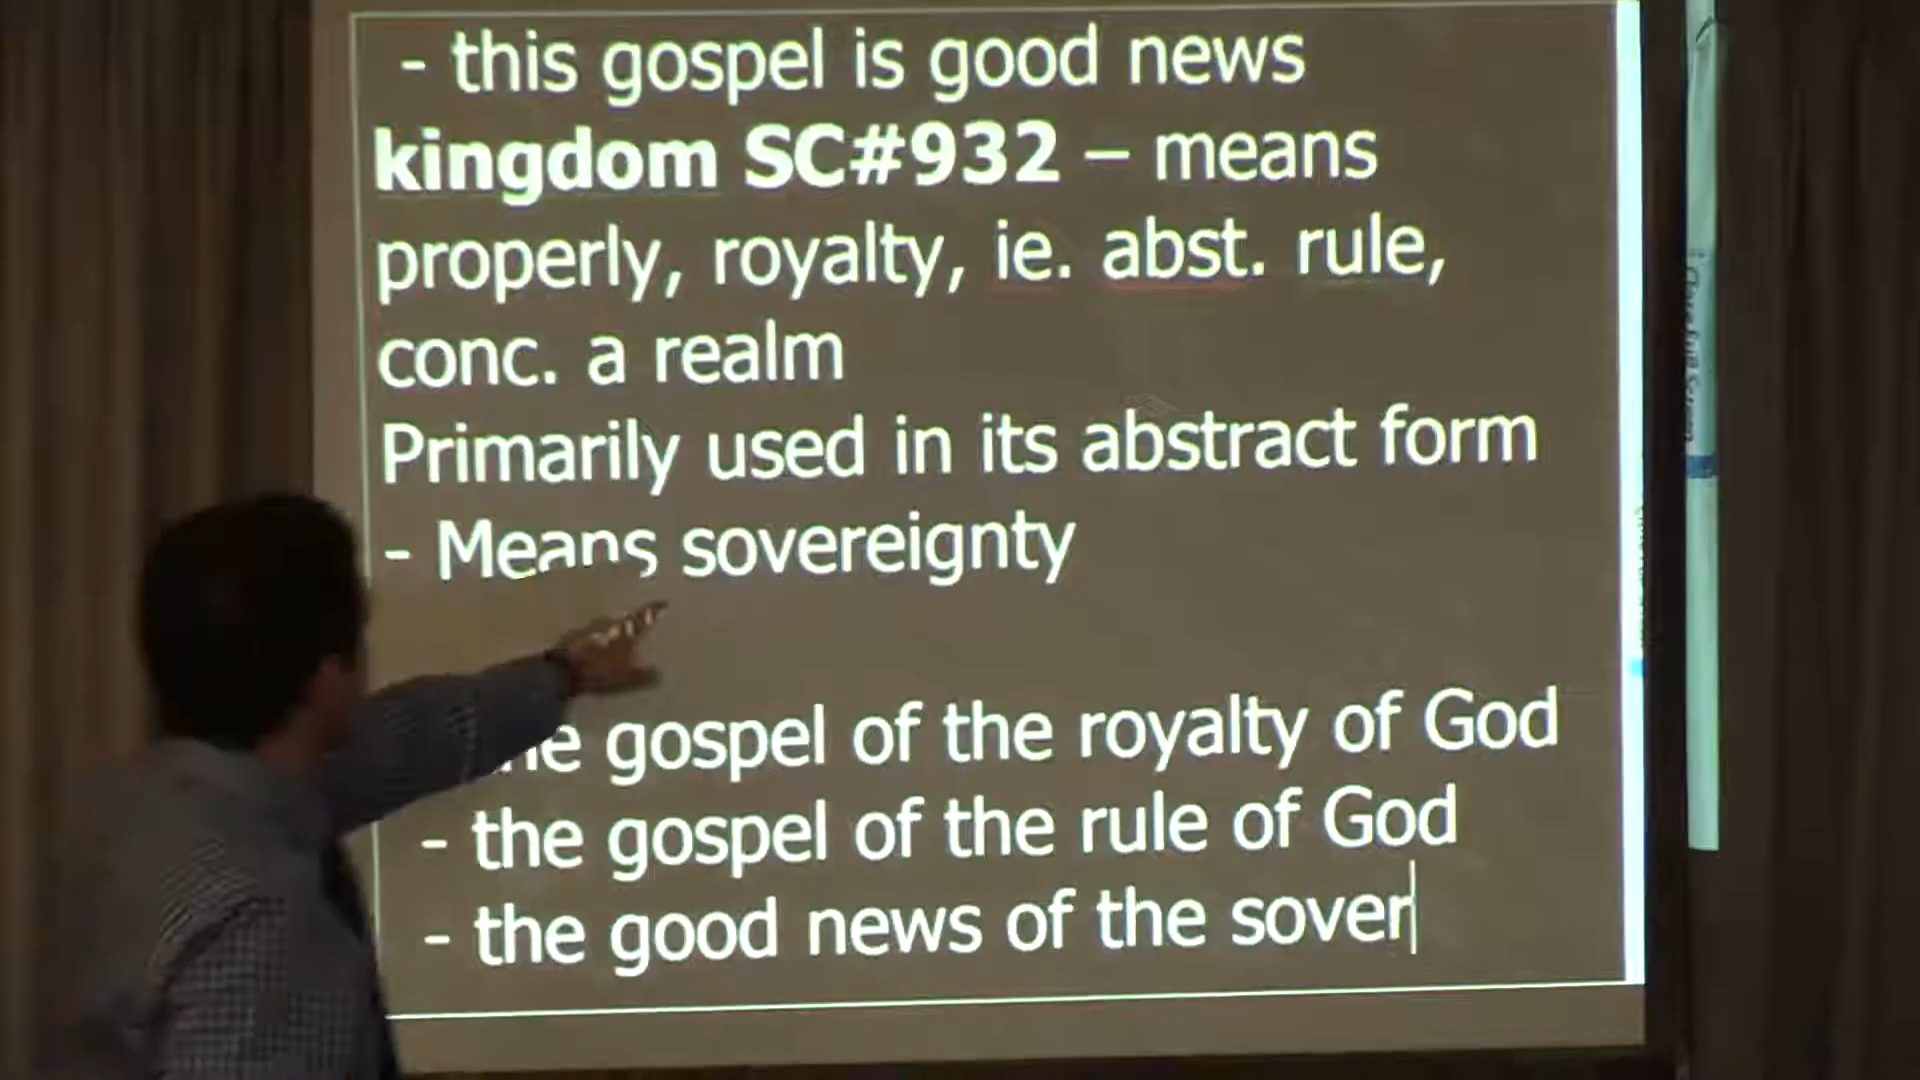 - this gospel is good news
kingdom SC#932 – means
properly, royalty, ie. abst. rule,
conc. a realm
Primarily used in its abstract form
- Means sovereignty
gospel of the royalty of God
- the gospel of the rule of God
- the good news of the sover